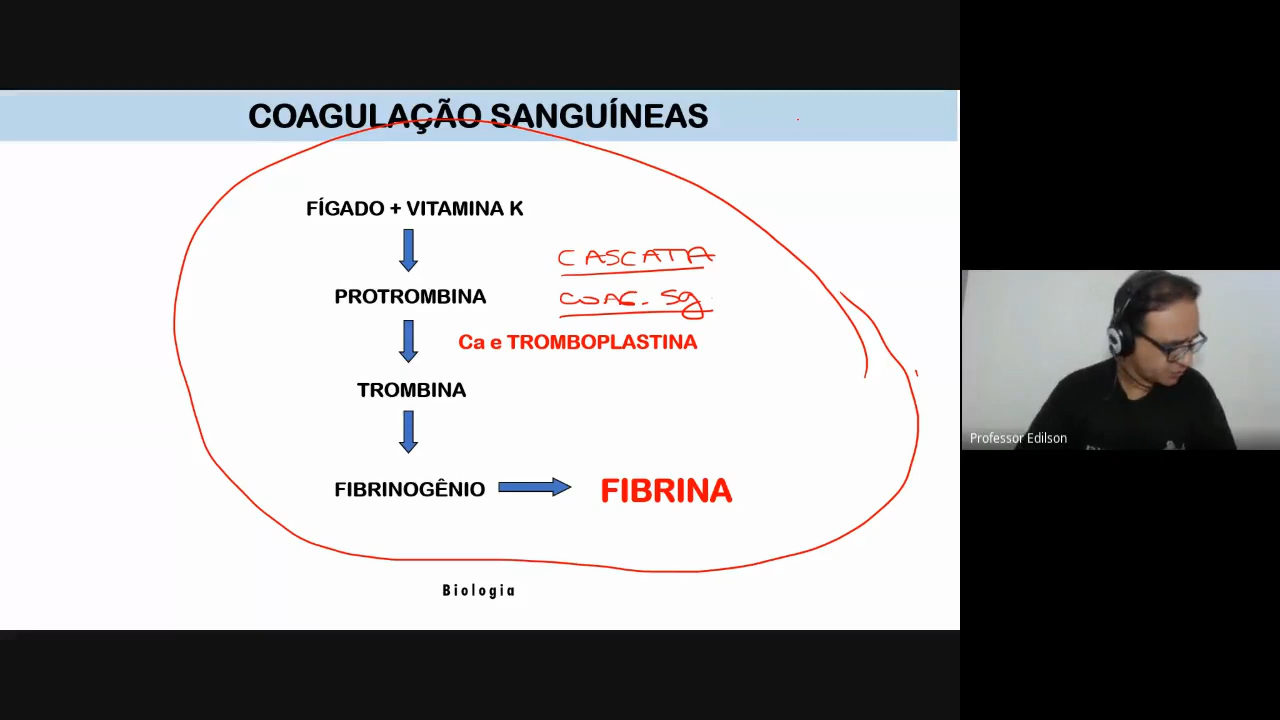 COAGULAÇÃO SANGUÍNEAS
FÍGADO + VITAMINA K
CASCATA
PROTROMBINA
COAG. Sg
Ca e TROMBOPLASTINA
TROMBINA
Professor Edilson
FIBRINOGÊNIO
FIBRINA
Biologia